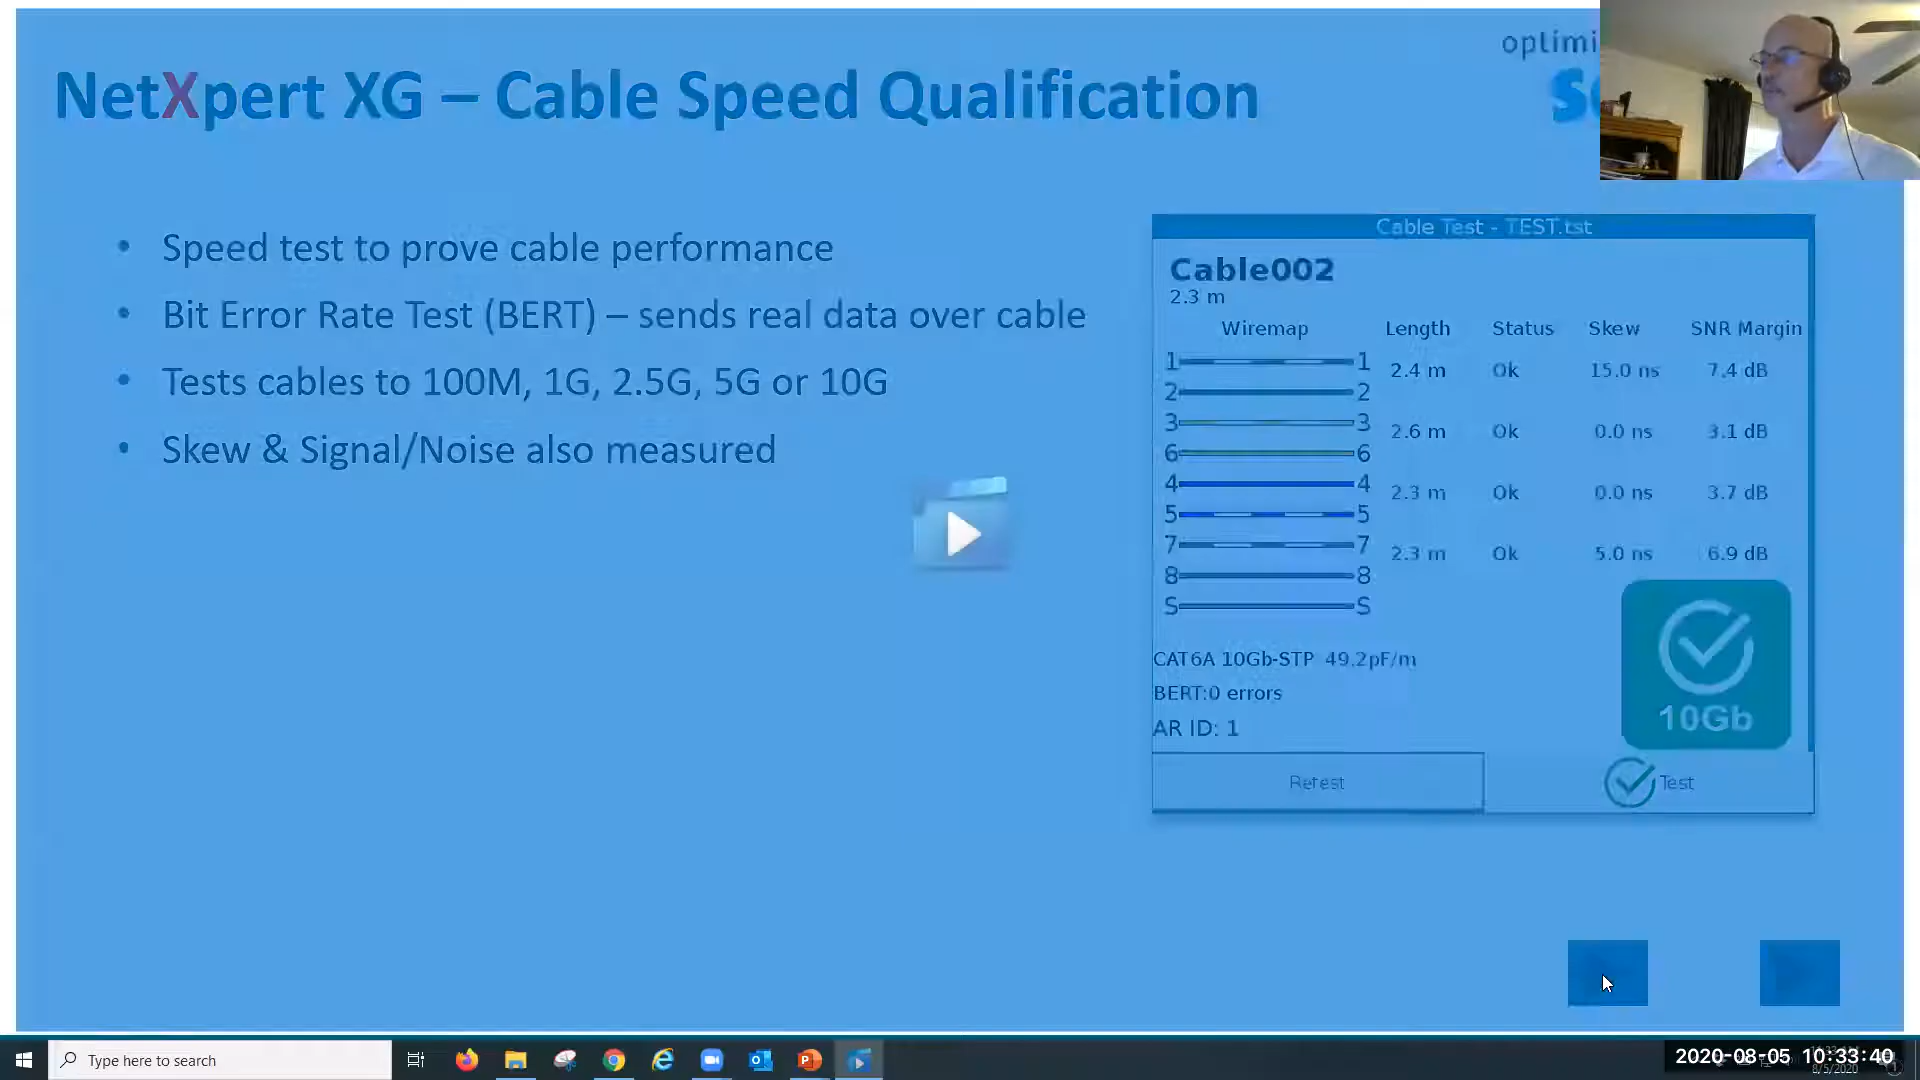 optimi
NetXpert XG – Cable Speed Qualification
• Speed test to prove cable performance
• Bit Error Rate Test (BERT) – sends real data over cable
• Tests cables to 100M, 1G, 2.5G, 5G or 10G
• Skew & Signal/Noise also measured
Cable Test - TEST.tst
Cable002
2.3 m
Wiremap Length Status Skew SNR Margin
1 1 2.4 m Ok 15.0 ns 7.4 dB
2 2
3 3 2.6 m Ok 0.0 ns 3.1 dB
6 6
4 4 2.3 m Ok 0.0 ns 3.7 dB
5 5
7 7 2.3 m Ok 5.0 ns 6.9 dB
8 8
S S
CAT6A 10Gb-STP 49.2pF/m
BERT:0 errors
AR ID: 1
10Gb
Retest Test
Type here to search
2020-08-05 10:33:40
8/5/2020